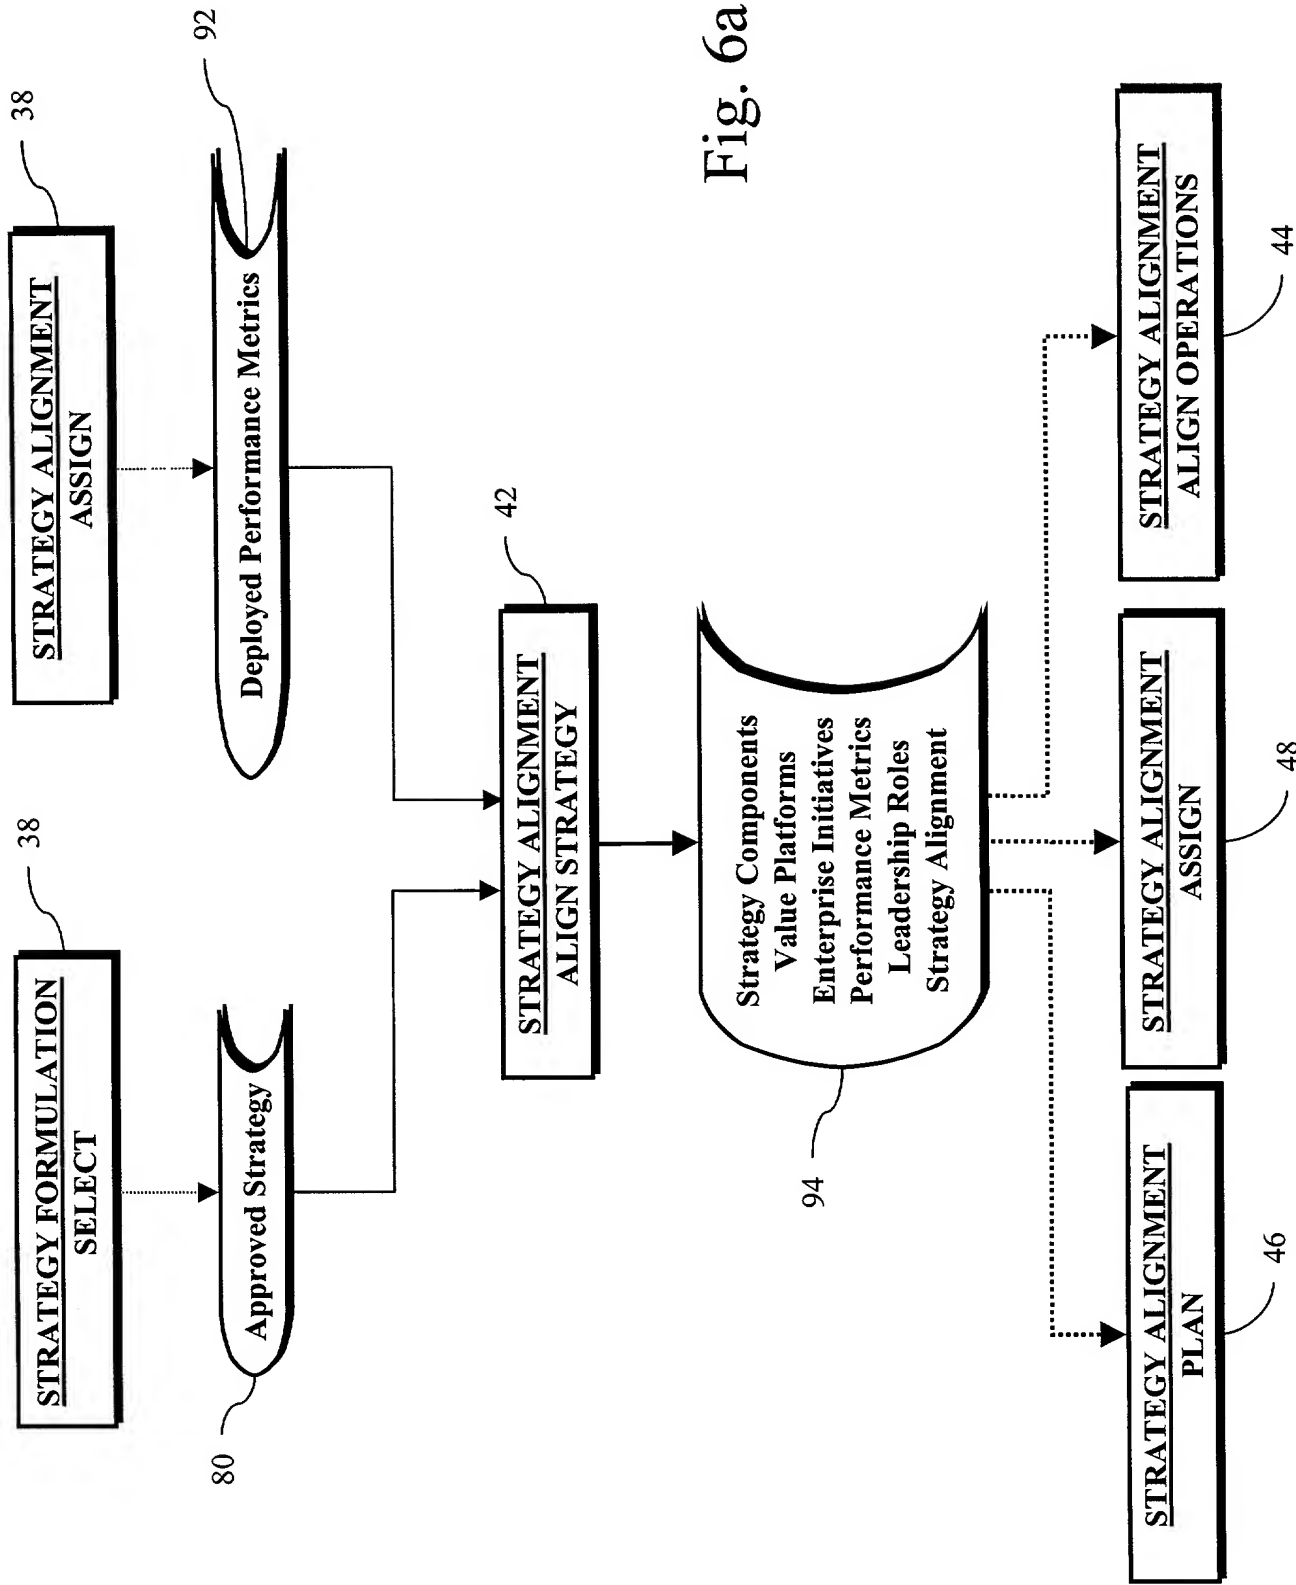 38
38
STRATEGY FORMULATION
SELECT
STRATEGY ALIGNMENT
ASSIGN
80
Approved Strategy
Deployed Performance Metrics
92
42
STRATEGY ALIGNMENT
ALIGN STRATEGY
Strategy Components
Value Platforms
Enterprise Initiatives
Performance Metrics
Leadership Roles
Strategy Alignment
94
Fig. 6a
STRATEGY ALIGNMENT
PLAN
STRATEGY ALIGNMENT
ASSIGN
STRATEGY ALIGNMENT
ALIGN OPERATIONS
46
48
44